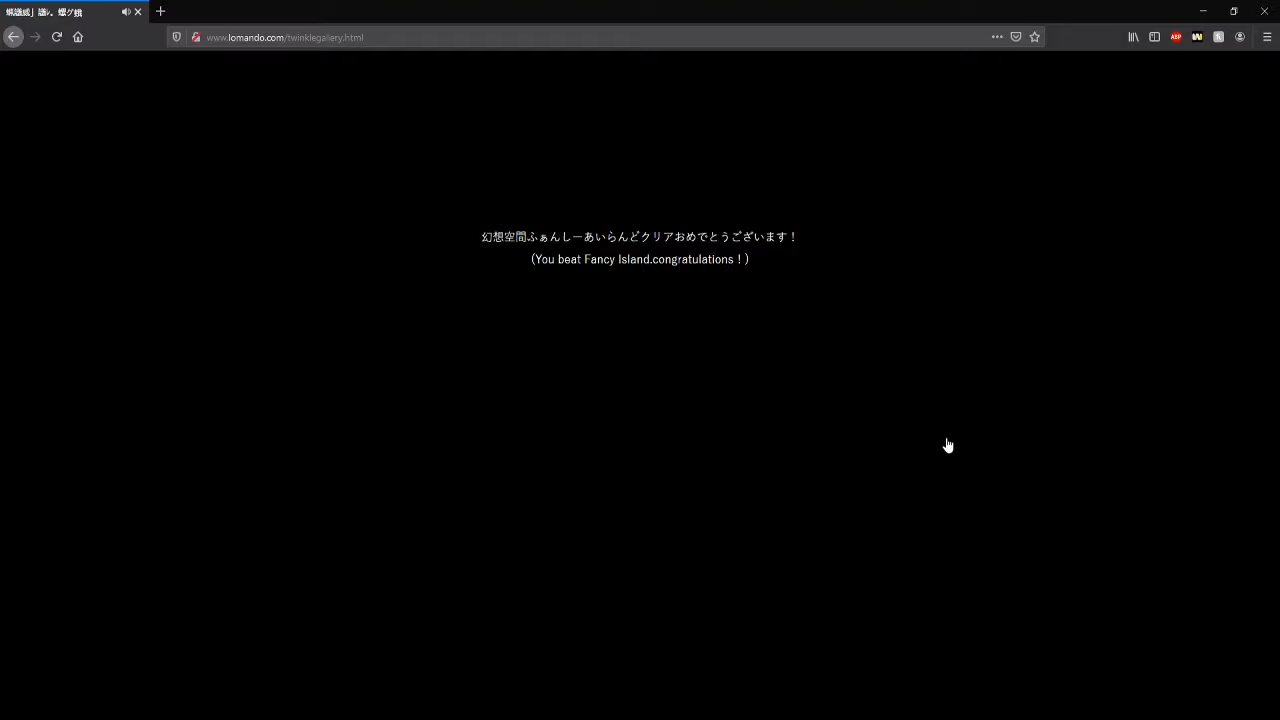 www.lomando.com/twinklegallery.html
ABP
幻想空間ふぁんしーあいらんどクリアおめでとうございます！
(You beat Fancy Island.congratulations！)